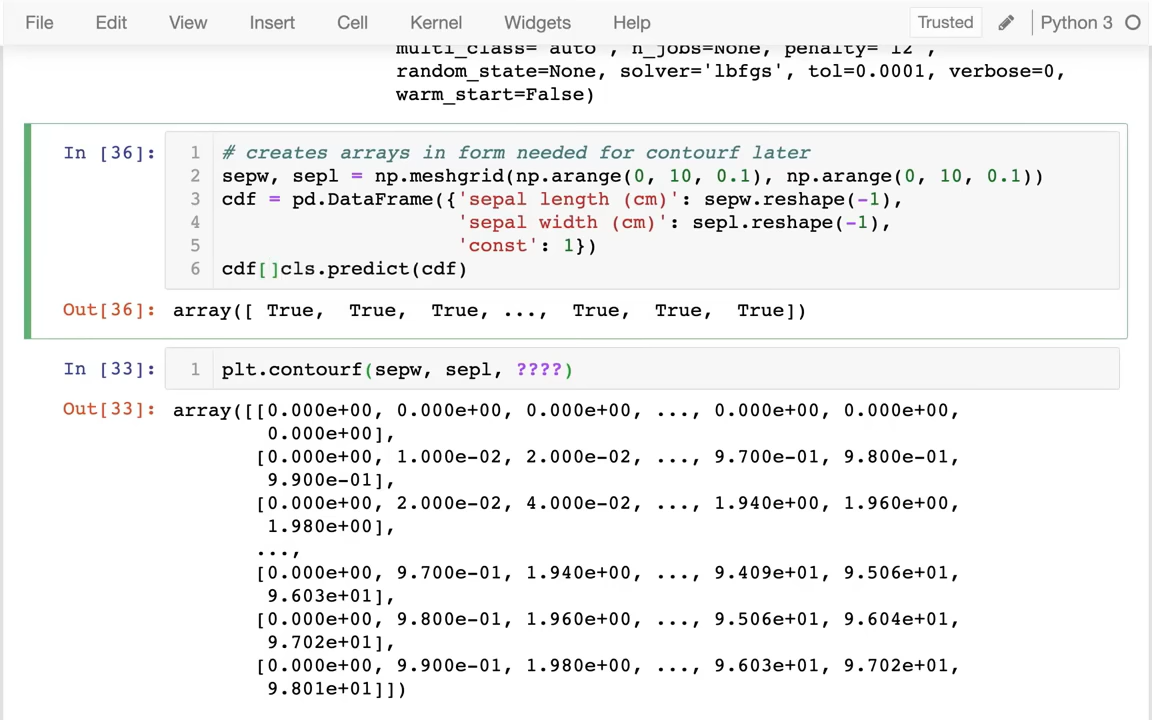 File Edit View Insert Cell Kernel Widgets Help Trusted Python 3
multi_class='auto', n_jobs=None, penalty='l2',
random_state=None, solver='lbfgs', tol=0.0001, verbose=0,
warm_start=False)
In [36]:
1 # creates arrays in form needed for contourf later
2 sepw, sepl = np.meshgrid(np.arange(0, 10, 0.1), np.arange(0, 10, 0.1))
3 cdf = pd.DataFrame({'sepal length (cm)': sepw.reshape(-1),
4 'sepal width (cm)': sepl.reshape(-1),
5 'const': 1})
6 cdf[]cls.predict(cdf)
Out[36]: array([ True, True, True, ..., True, True, True])
In [33]: 1 plt.contourf(sepw, sepl, ????)
Out[33]: array([[0.000e+00, 0.000e+00, 0.000e+00, ..., 0.000e+00, 0.000e+00,
0.000e+00],
[0.000e+00, 1.000e-02, 2.000e-02, ..., 9.700e-01, 9.800e-01,
9.900e-01],
[0.000e+00, 2.000e-02, 4.000e-02, ..., 1.940e+00, 1.960e+00,
1.980e+00],
...,
[0.000e+00, 9.700e-01, 1.940e+00, ..., 9.409e+01, 9.506e+01,
9.603e+01],
[0.000e+00, 9.800e-01, 1.960e+00, ..., 9.506e+01, 9.604e+01,
9.702e+01],
[0.000e+00, 9.900e-01, 1.980e+00, ..., 9.603e+01, 9.702e+01,
9.801e+01]])